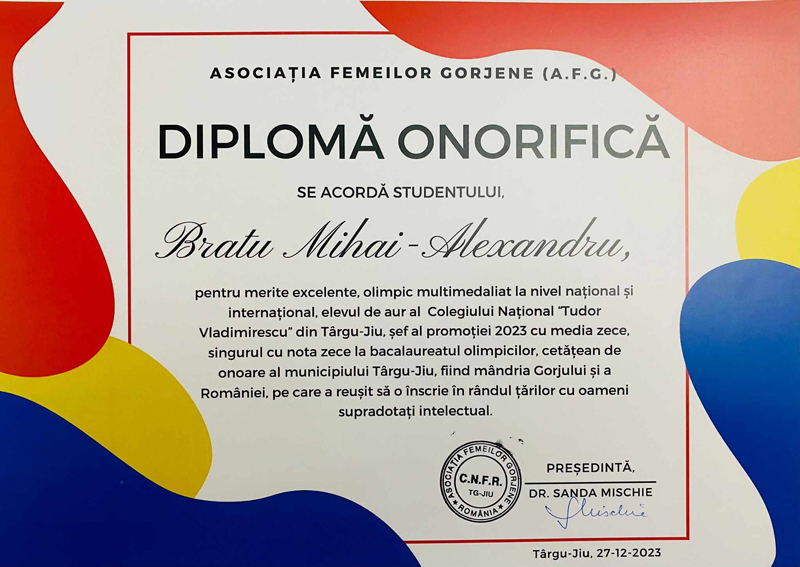 ASOCIAȚIA FEMEILOR GORJENE (A.F.G.)
DIPLOMĂ ONORIFICĂ
SE ACORDĂ STUDENTULUI,
Bratu Mihai-Alexandru,
pentru merite excelente, olimpic multimedaliat la nivel național și
internațional, elevul de aur al Colegiului Național "Tudor
Vladimirescu" din Târgu-Jiu, șef al promoției 2023 cu media zece,
singurul cu nota zece la bacalaureatul olimpicilor, cetățean de
onoare al municipiului Târgu-Jiu, fiind mândria Gorjului și a
României, pe care a reușit să o înscrie în rândul țărilor cu oameni
supradotați intelectual.
ASOCIAȚIA FEMEILOR GORJENE
C.N.F.R.
TG-JIU
ROMÂNIA
PREȘEDINTĂ,
DR. SANDA MISCHIE
SMischie
Târgu-Jiu, 27-12-2023